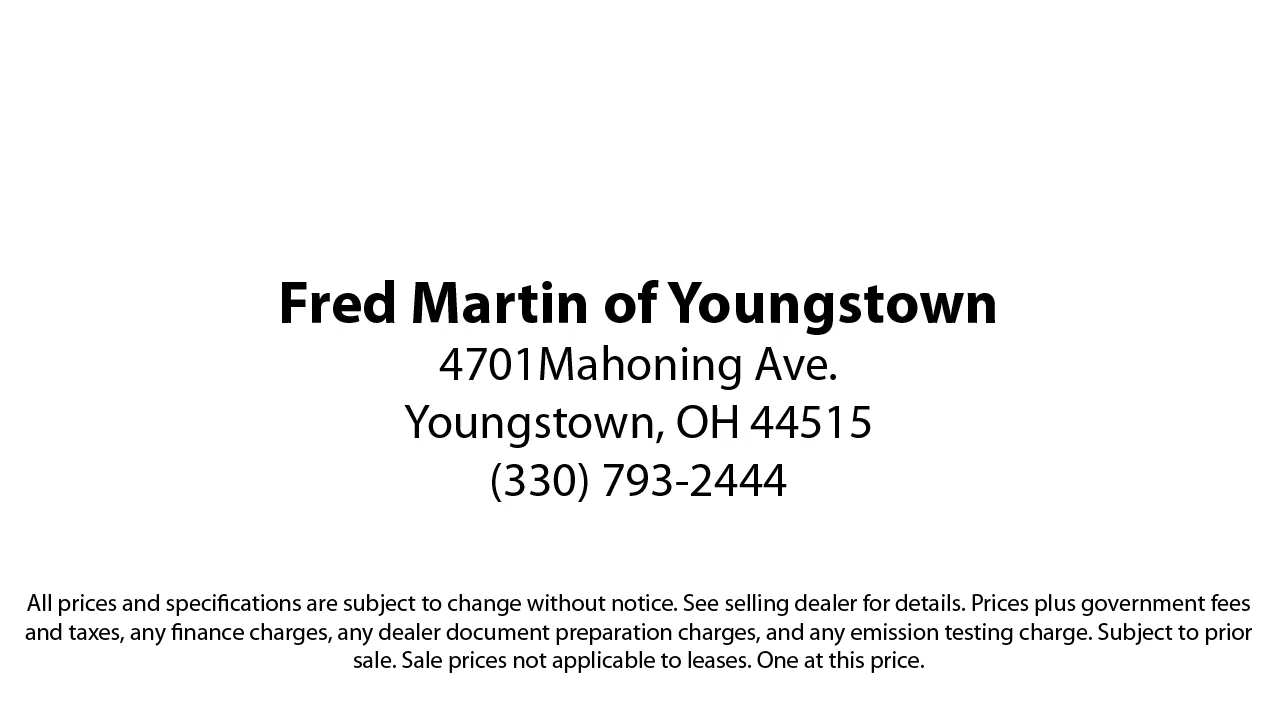 Fred Martin of Youngstown
4701Mahoning Ave.
Youngstown, OH 44515
(330) 793-2444
All prices and specifications are subject to change without notice. See selling dealer for details. Prices plus government fees
and taxes, any finance charges, any dealer document preparation charges, and any emission testing charge. Subject to prior
sale. Sale prices not applicable to leases. One at this price.